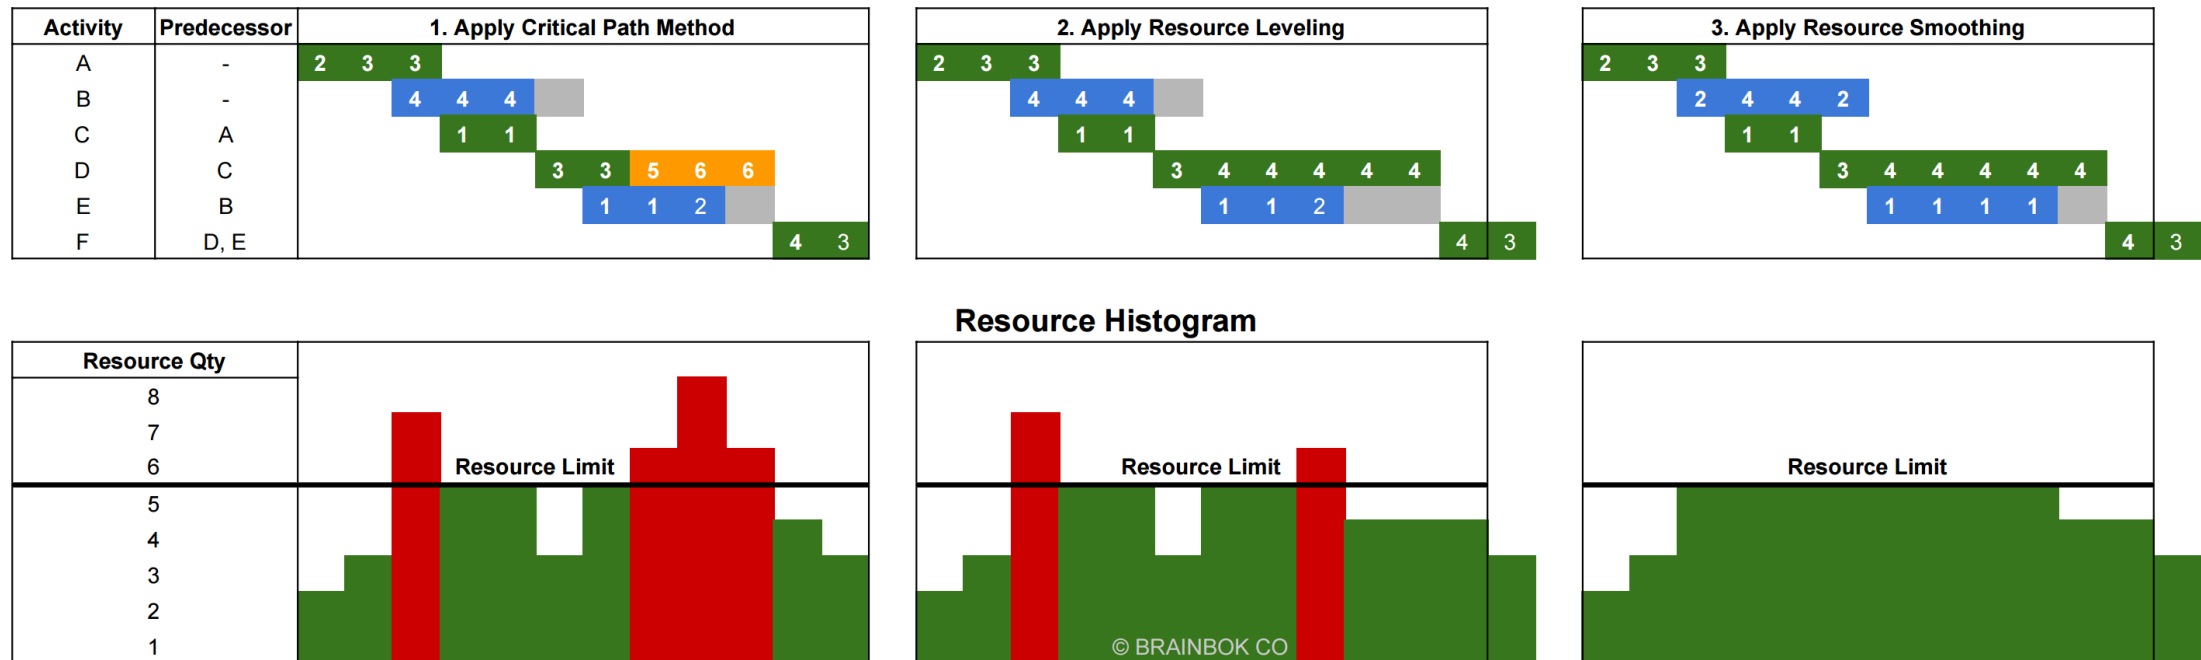 Activity Predecessor 1. Apply Critical Path Method 2. Apply Resource Leveling 3. Apply Resource Smoothing
A - 2 3 3 2 3 3 2 3 3
B - 4 4 4 4 4 4 2 4 4 2
C A 1 1 1 1 1 1
D C 3 3 5 6 6 3 4 4 4 4 4 3 4 4 4 4 4
E B 1 1 2 1 1 2 1 1 1 1
F D, E 4 3 4 3 4 3
Resource Histogram
Resource Qty
8
7
6 Resource Limit Resource Limit Resource Limit
5
4
3
2
1 © BRAINBOK CO